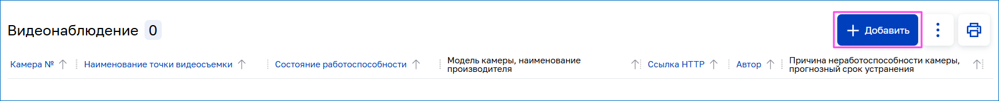 Видеонаблюдение 0
Добавить
Камера № Наименование точки видеосъемки Состояние работоспособности Модель камеры, наименование производителя Ссылка HTTP Автор Причина неработоспособности камеры, прогнозный срок устранения